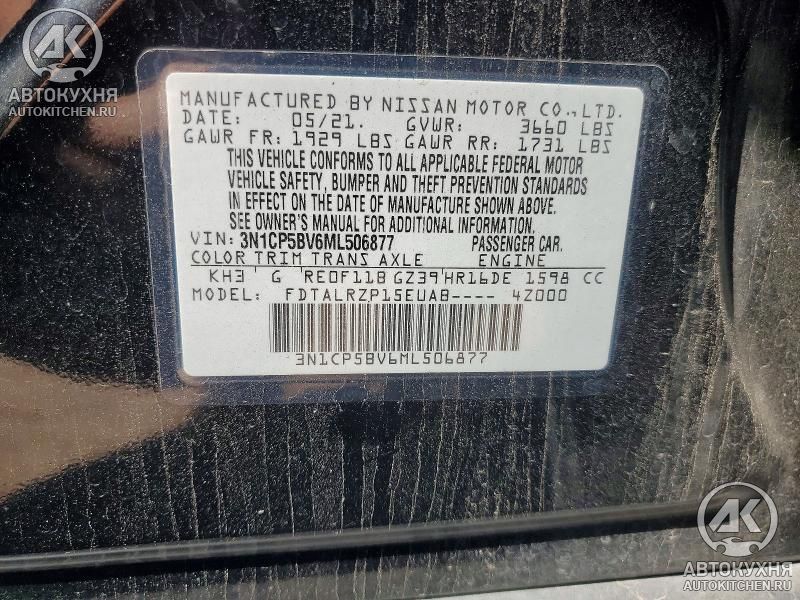 AK
АВТОКУХНЯ
AUTOKITCHEN.RU
MANUFACTURED BY NISSAN MOTOR CO.,LTD.
DATE: 05/21. GVWR: 3660 LBS
GAWR FR: 1929 LBS GAWR RR: 1731 LBS
THIS VEHICLE CONFORMS TO ALL APPLICABLE FEDERAL MOTOR
VEHICLE SAFETY, BUMPER AND THEFT PREVENTION STANDARDS
IN EFFECT ON THE DATE OF MANUFACTURE SHOWN ABOVE.
SEE OWNER'S MANUAL FOR ADDITIONAL INFORMATION.
VIN: 3N1CP5BV6ML506877 PASSENGER CAR.
COLOR TRIM TRANS AXLE ENGINE
KH3 G RE0F11B GZ39 HR16DE 1598 CC
MODEL: FDTALRZP15EUAB---- 4Z000
3N1CP5BV6ML506877
AK
АВТОКУХНЯ
AUTOKITCHEN.RU